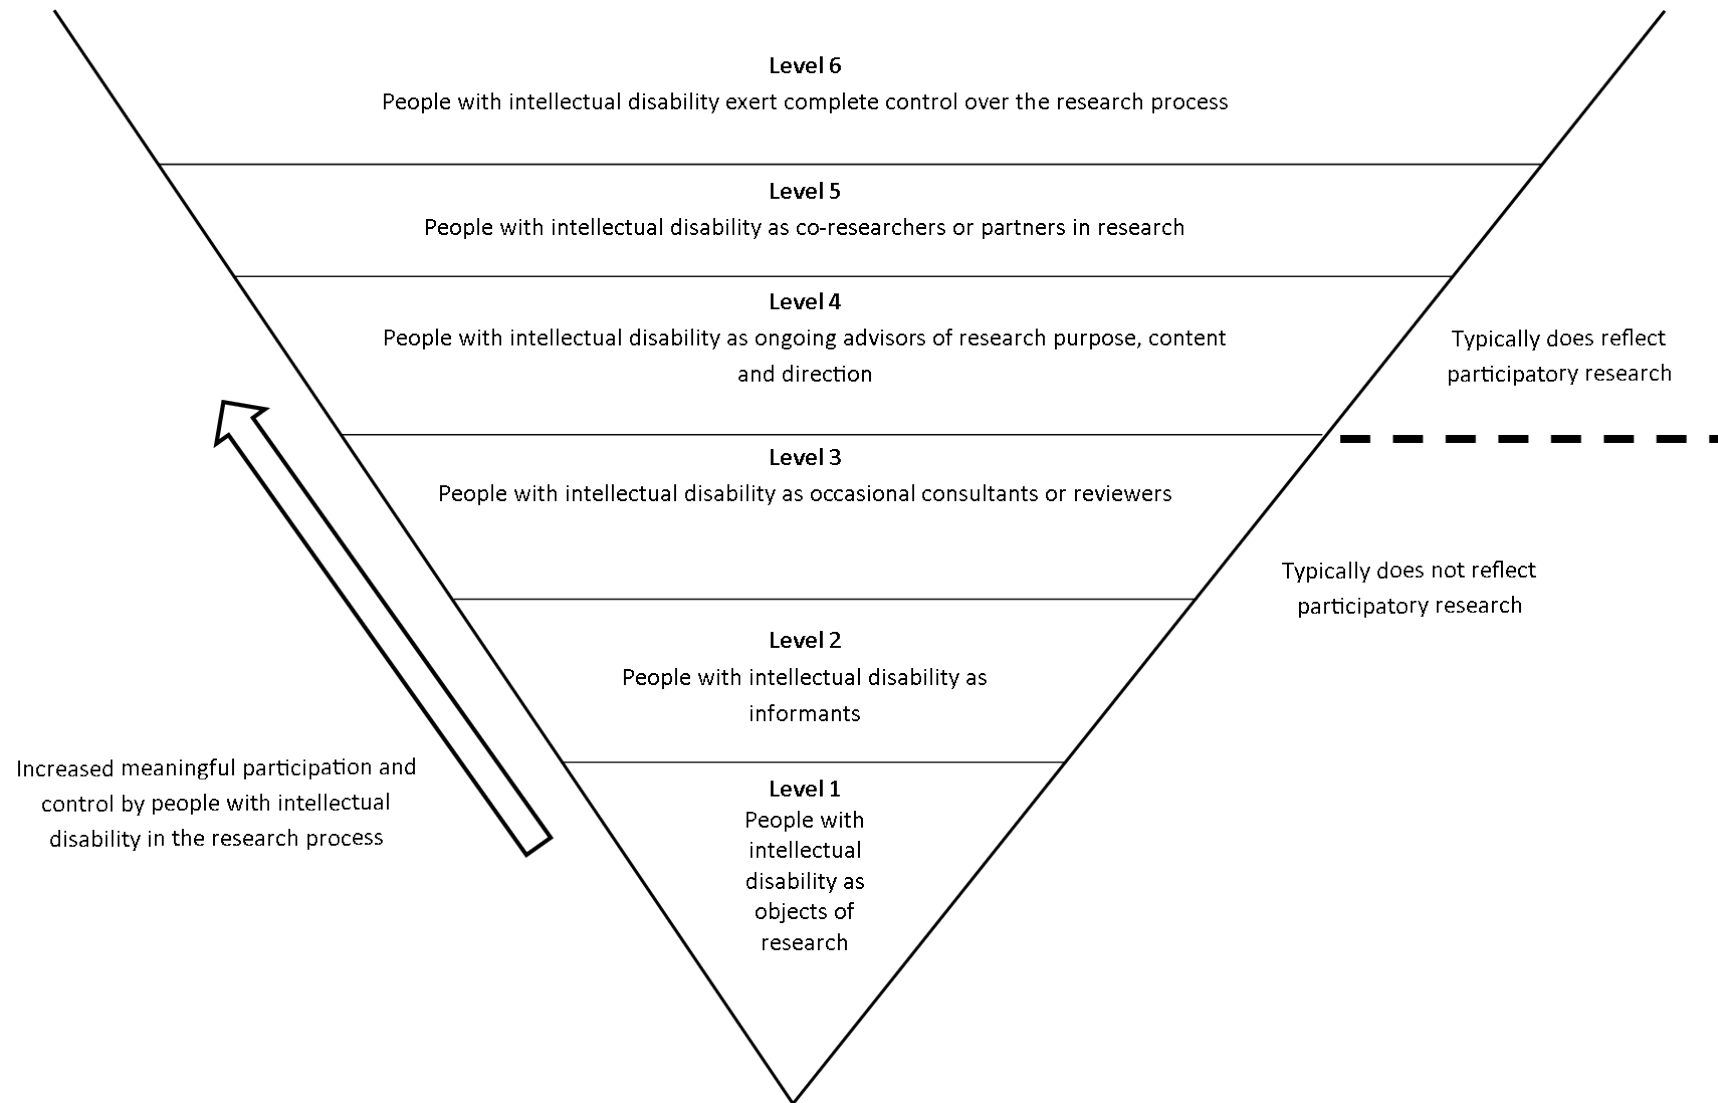 Level 6
People with intellectual disability exert complete control over the research process
Level 5
People with intellectual disability as co-researchers or partners in research
Level 4
People with intellectual disability as ongoing advisors of research purpose, content
and direction
Typically does reflect
participatory research
Level 3
People with intellectual disability as occasional consultants or reviewers
Typically does not reflect
participatory research
Level 2
People with intellectual disability as
informants
Increased meaningful participation and
control by people with intellectual
disability in the research process
Level 1
People with
intellectual
disability as
objects of
research